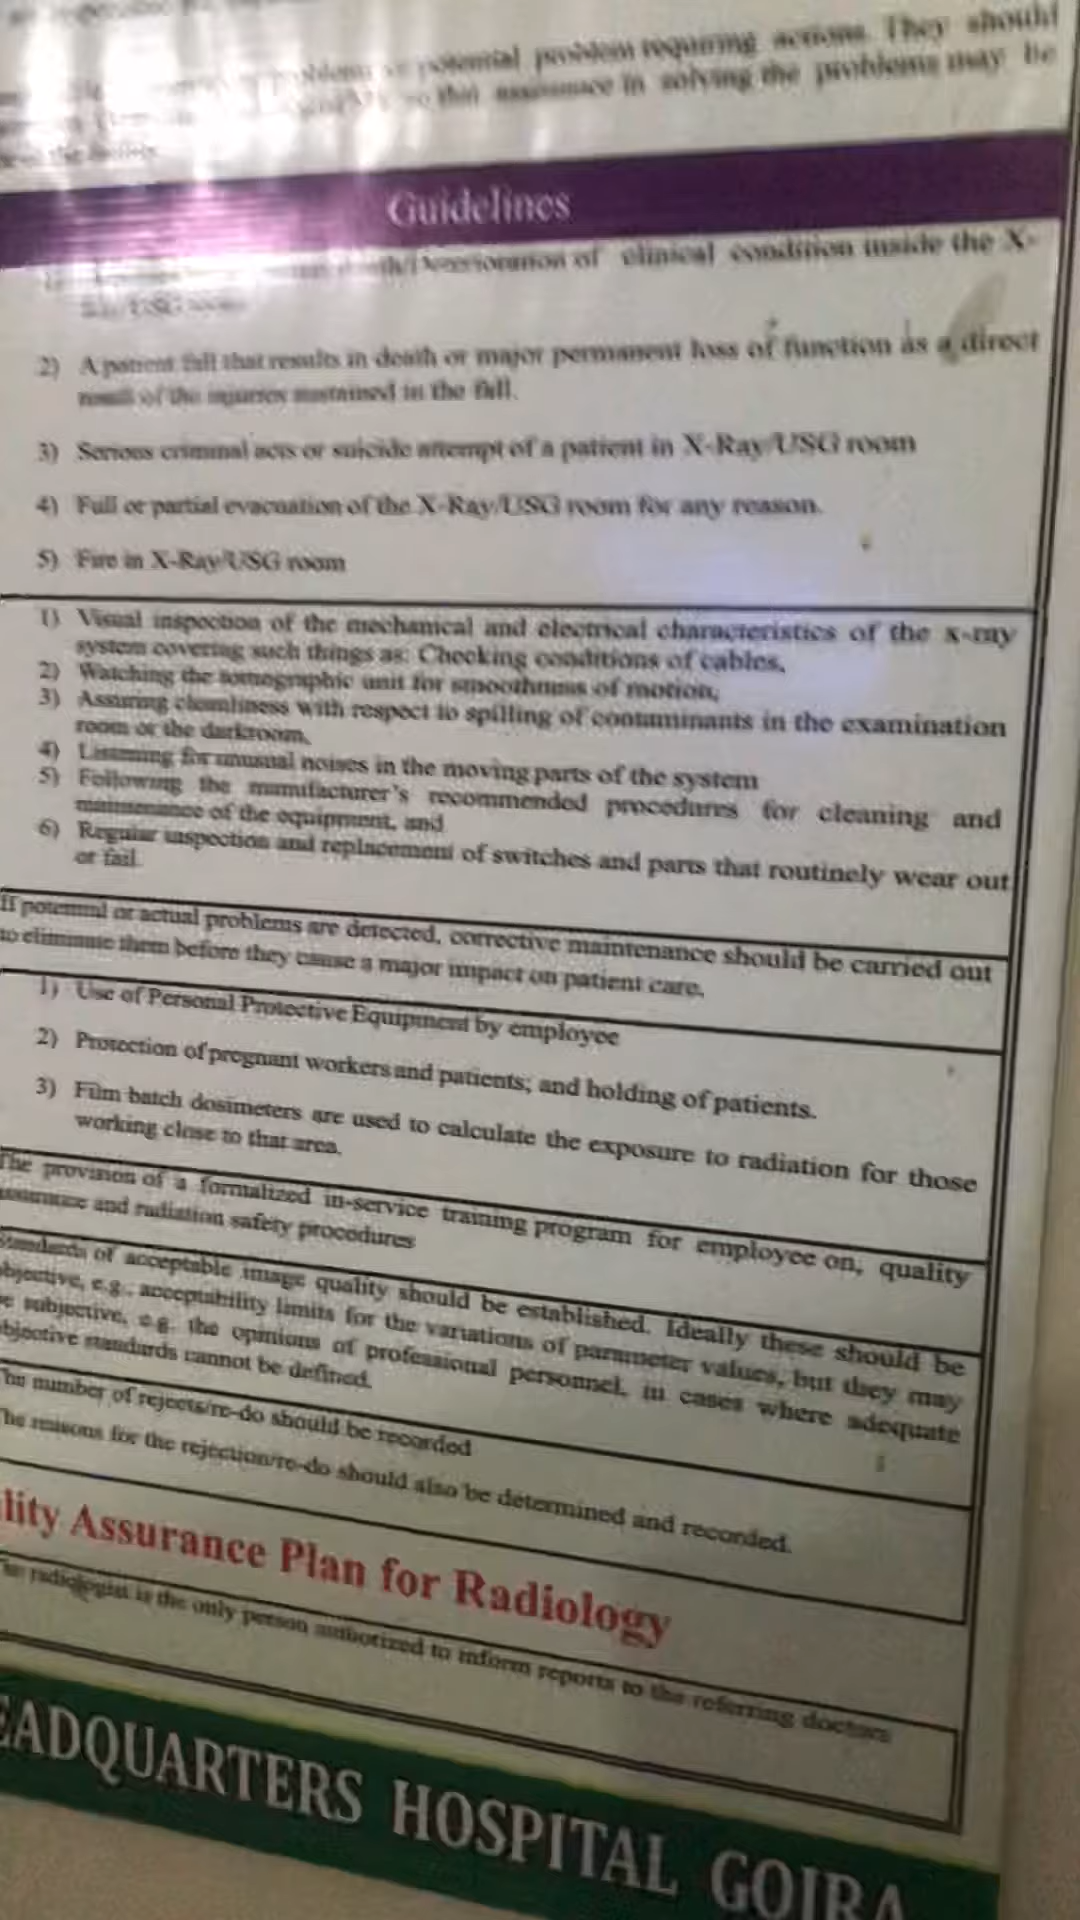 problem or potential problem requiring actions. They should
so that assistance in solving the problems may be
Guidelines
1) Deterioration of clinical condition inside the X-
Ray/USG room
2) A patient fall that results in death or major permanent loss of function as a direct
result of the injuries sustained in the fall.
3) Serious criminal acts or suicide attempt of a patient in X-Ray/USG room
4) Full or partial evacuation of the X-Ray/USG room for any reason.
5) Fire in X-Ray/USG room
1) Visual inspection of the mechanical and electrical characteristics of the x-ray
system covering such things as: Checking conditions of cables,
2) Watching the tomographic unit for smoothness of motion,
3) Assuring cleanliness with respect to spilling of contaminants in the examination
room or the darkroom,
4) Listening for unusual noises in the moving parts of the system
5) Following the manufacturer's recommended procedures for cleaning and
maintenance of the equipment, and
6) Regular inspection and replacement of switches and parts that routinely wear out
or fail.
If potential or actual problems are detected, corrective maintenance should be carried out
to eliminate them before they cause a major impact on patient care.
1) Use of Personal Protective Equipment by employee
2) Protection of pregnant workers and patients; and holding of patients.
3) Film batch dosimeters are used to calculate the exposure to radiation for those
working close to that area.
The provision of a formalized in-service training program for employee on, quality
assurance and radiation safety procedures
Standards of acceptable image quality should be established. Ideally these should be
objective, e.g., acceptability limits for the variations of parameter values, but they may
be subjective, e.g. the opinions of professional personnel, in cases where adequate
objective standards cannot be defined.
The number of rejects/re-do should be recorded
The reasons for the rejection/re-do should also be determined and recorded.
lity Assurance Plan for Radiology
The radiologist is the only person authorized to inform reports to the referring doctors
EADQUARTERS HOSPITAL GOJRA